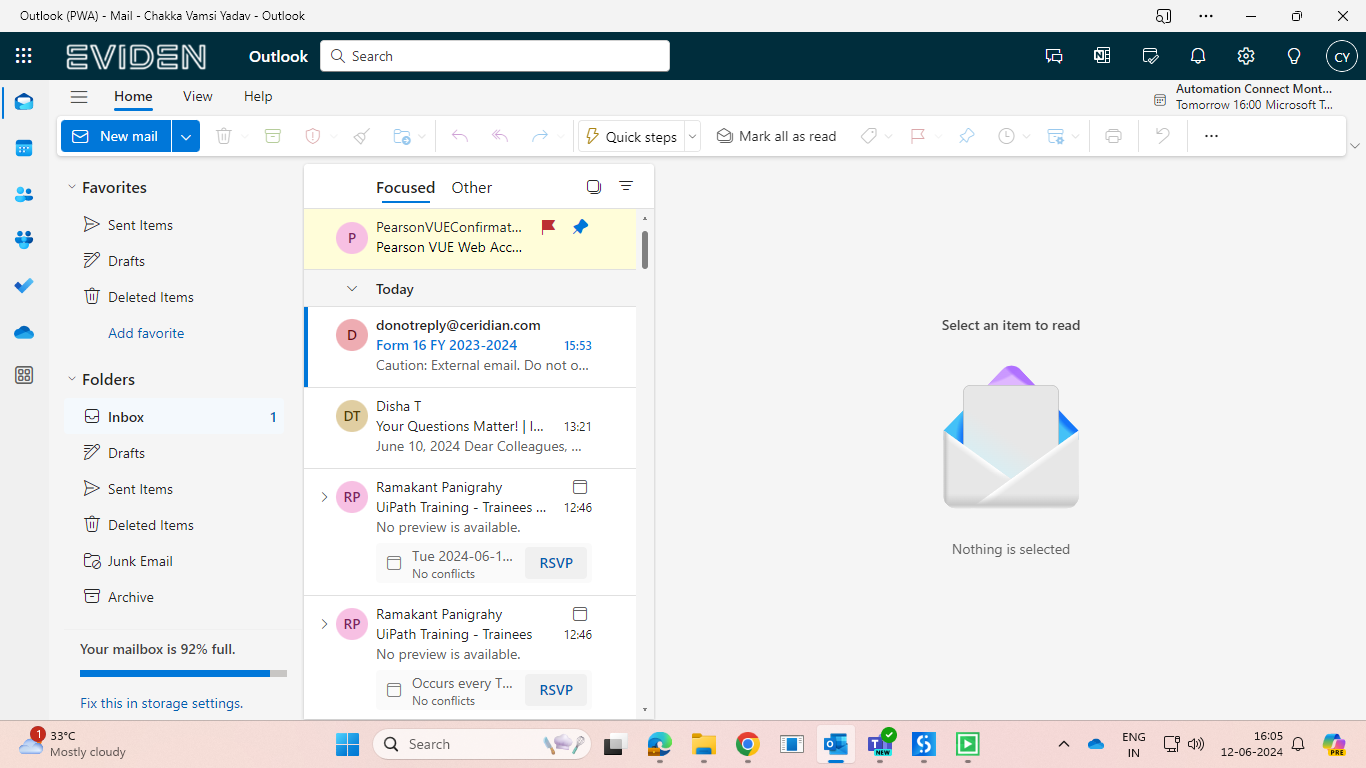 Outlook (PWA) - Mail - Chakka Vamsi Yadav - Outlook
EVIDEN
Outlook
Search
CY
Home
View
Help
Automation Connect Mont...
Tomorrow 16:00 Microsoft T...
New mail
Quick steps
Mark all as read
Favorites
Sent Items
Drafts
Deleted Items
Add favorite
Folders
Inbox 1
Drafts
Sent Items
Deleted Items
Junk Email
Archive
Your mailbox is 92% full.
Fix this in storage settings.
Focused
Other
P
PearsonVUEConfirmat...
Pearson VUE Web Acc...
Today
D
donotreply@ceridian.com
Form 16 FY 2023-2024 15:53
Caution: External email. Do not o...
DT
Disha T
Your Questions Matter! | I... 13:21
June 10, 2024 Dear Colleagues, ...
RP
Ramakant Panigrahy
UiPath Training - Trainees ... 12:46
No preview is available.
Tue 2024-06-1...
No conflicts
RSVP
RP
Ramakant Panigrahy
UiPath Training - Trainees 12:46
No preview is available.
Occurs every T...
No conflicts
RSVP
Select an item to read
Nothing is selected
1
33°C
Mostly cloudy
Search
NEW
ENG
IN
16:05
12-06-2024
PRE